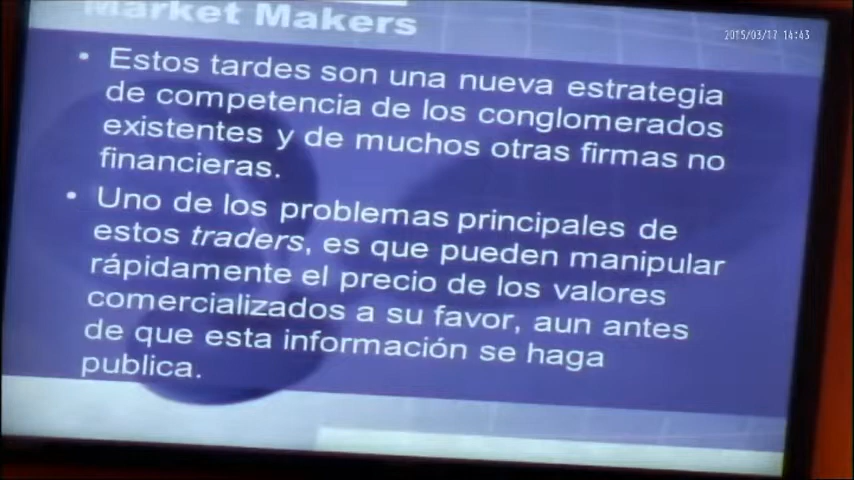 Market Makers
2015/03/17 14:43
• Estos tardes son una nueva estrategia
de competencia de los conglomerados
existentes y de muchos otras firmas no
financieras.
• Uno de los problemas principales de
estos traders, es que pueden manipular
rápidamente el precio de los valores
comercializados a su favor, aun antes
de que esta información se haga
publica.